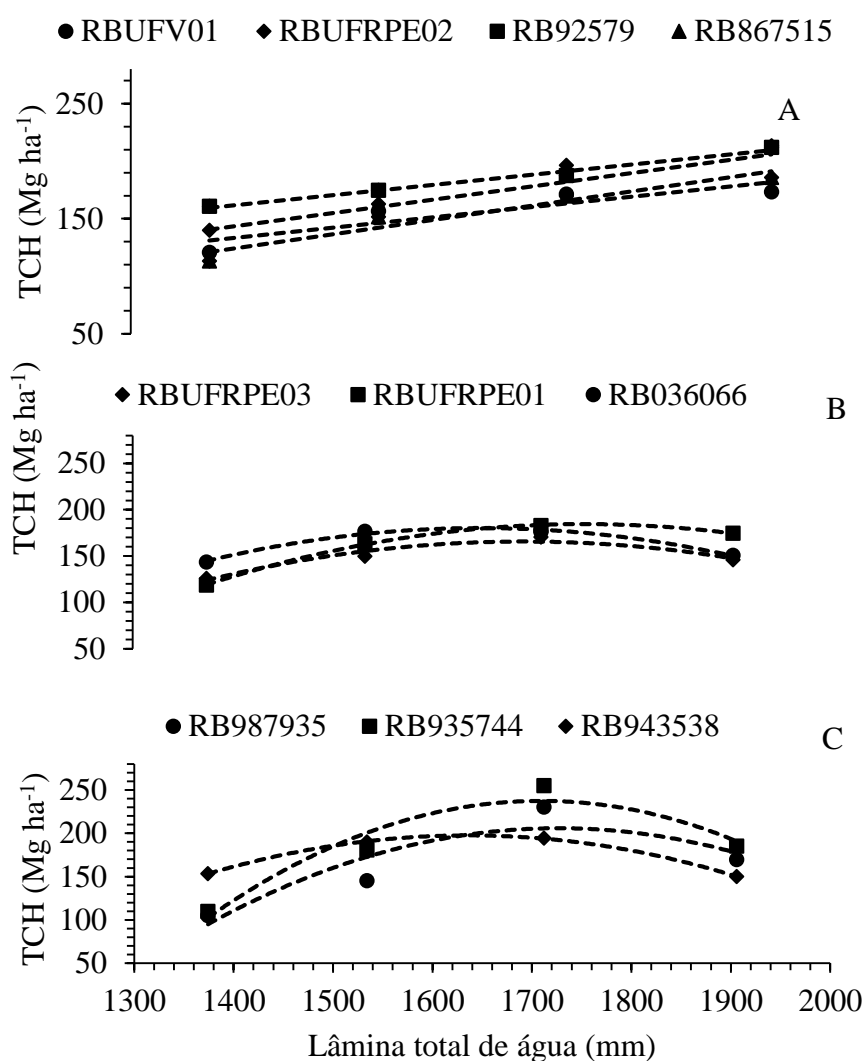 RBUFV01 RBUFRPE02 RB92579 RB867515
A
TCH (Mg ha⁻¹)
250
150
50
RBUFRPE03 RBUFRPE01 RB036066
B
TCH (Mg ha⁻¹)
250
200
150
100
50
RB987935 RB935744 RB943538
C
TCH (Mg ha⁻¹)
250
200
150
100
50
1300 1400 1500 1600 1700 1800 1900 2000
Lâmina total de água (mm)